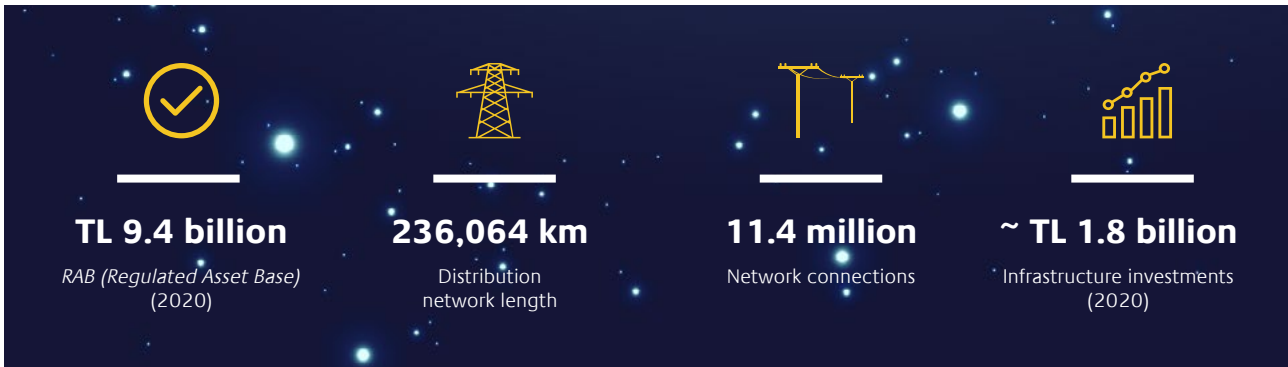 TL 9.4 billion
RAB (Regulated Asset Base)
(2020)
236,064 km
Distribution
network length
11.4 million
Network connections
~ TL 1.8 billion
Infrastructure investments
(2020)